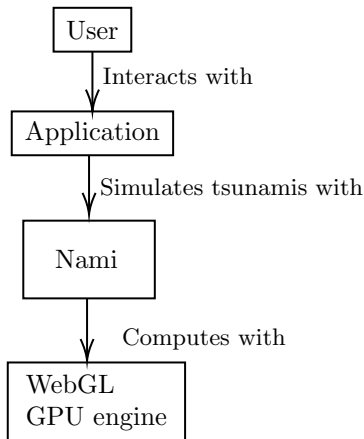 User
Interacts with
Application
Simulates tsunamis with
Nami
Computes with
WebGL
GPU engine